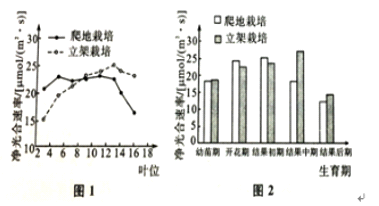 爬地栽培
立架栽培
净光合速率/[μmol/(m²·s)]
30
25
20
15
10
2 4 6 8 10 12 14 16 18
叶位
图1
爬地栽培
立架栽培
净光合速率/[μmol/(m²·s)]
30
25
20
15
10
5
0
幼苗期 开花期 结果初期 结果中期 结果后期
生育期
图2